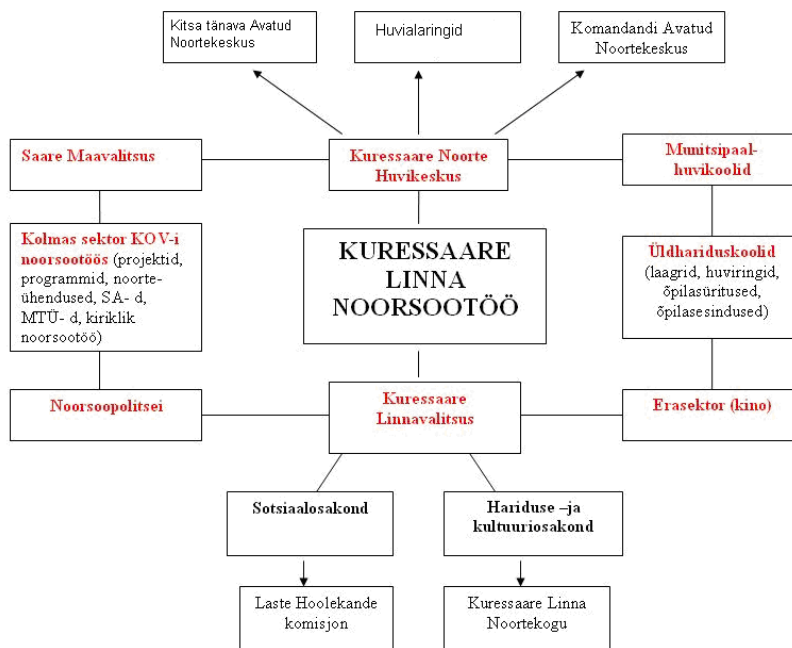 Kitsa tänava Avatud
Noortekeskus
Huvialaringid
Komandandi Avatud
Noortekeskus
Saare Maavalitsus
Kuressaare Noorte
Huvikeskus
Munitsipaal-
huvikoolid
Kolmas sektor KOV-i
noorsootöös (projektid,
programmid, noorte-
ühendused, SA- d,
MTÜ- d, kiriklik
noorsootöö)
KURESSAARE
LINNA
NOORSOOTÖÖ
Üldhariduskoolid
(laagrid, huviringid,
õpilasüritused,
õpilasesindused)
Noorsoopolitsei
Kuressaare
Linnavalitsus
Erasektor (kino)
Sotsiaalosakond
Hariduse –ja
kultuuriosakond
Laste Hoolekande
komisjon
Kuressaare Linna
Noortekogu